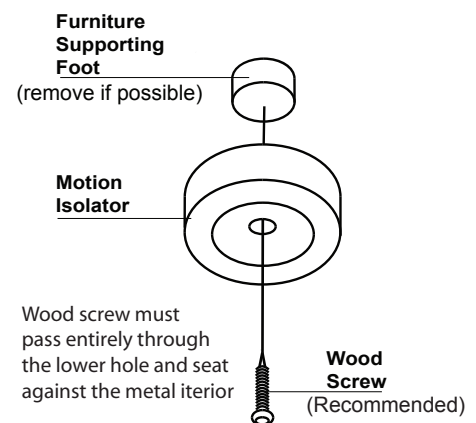 Furniture
Supporting
Foot
(remove if possible)
Motion
Isolator
Wood screw must
pass entirely through
the lower hole and seat
against the metal iterior
Wood
Screw
(Recommended)